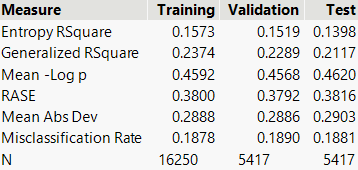 Measure Training Validation Test
Entropy RSquare 0.1573 0.1519 0.1398
Generalized RSquare 0.2374 0.2289 0.2117
Mean -Log p 0.4592 0.4568 0.4620
RASE 0.3800 0.3792 0.3816
Mean Abs Dev 0.2888 0.2886 0.2903
Misclassification Rate 0.1878 0.1890 0.1881
N 16250 5417 5417